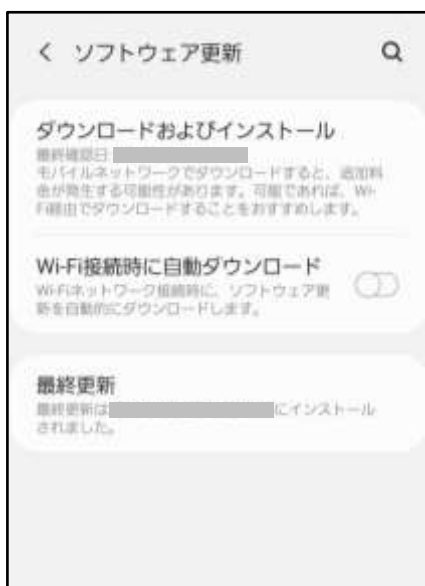 ソフトウェア更新
ダウンロードおよびインストール
最終確認日
モバイルネットワークでダウンロードすると、追加料
金が発生する可能性があります。可能であれば、Wi-
Fi経由でダウンロードすることをおすすめします。
Wi-Fi接続時に自動ダウンロード
Wi-Fiネットワーク接続時に、ソフトウェア更
新を自動的にダウンロードします。
最終更新
最終更新は にインストール
されました。